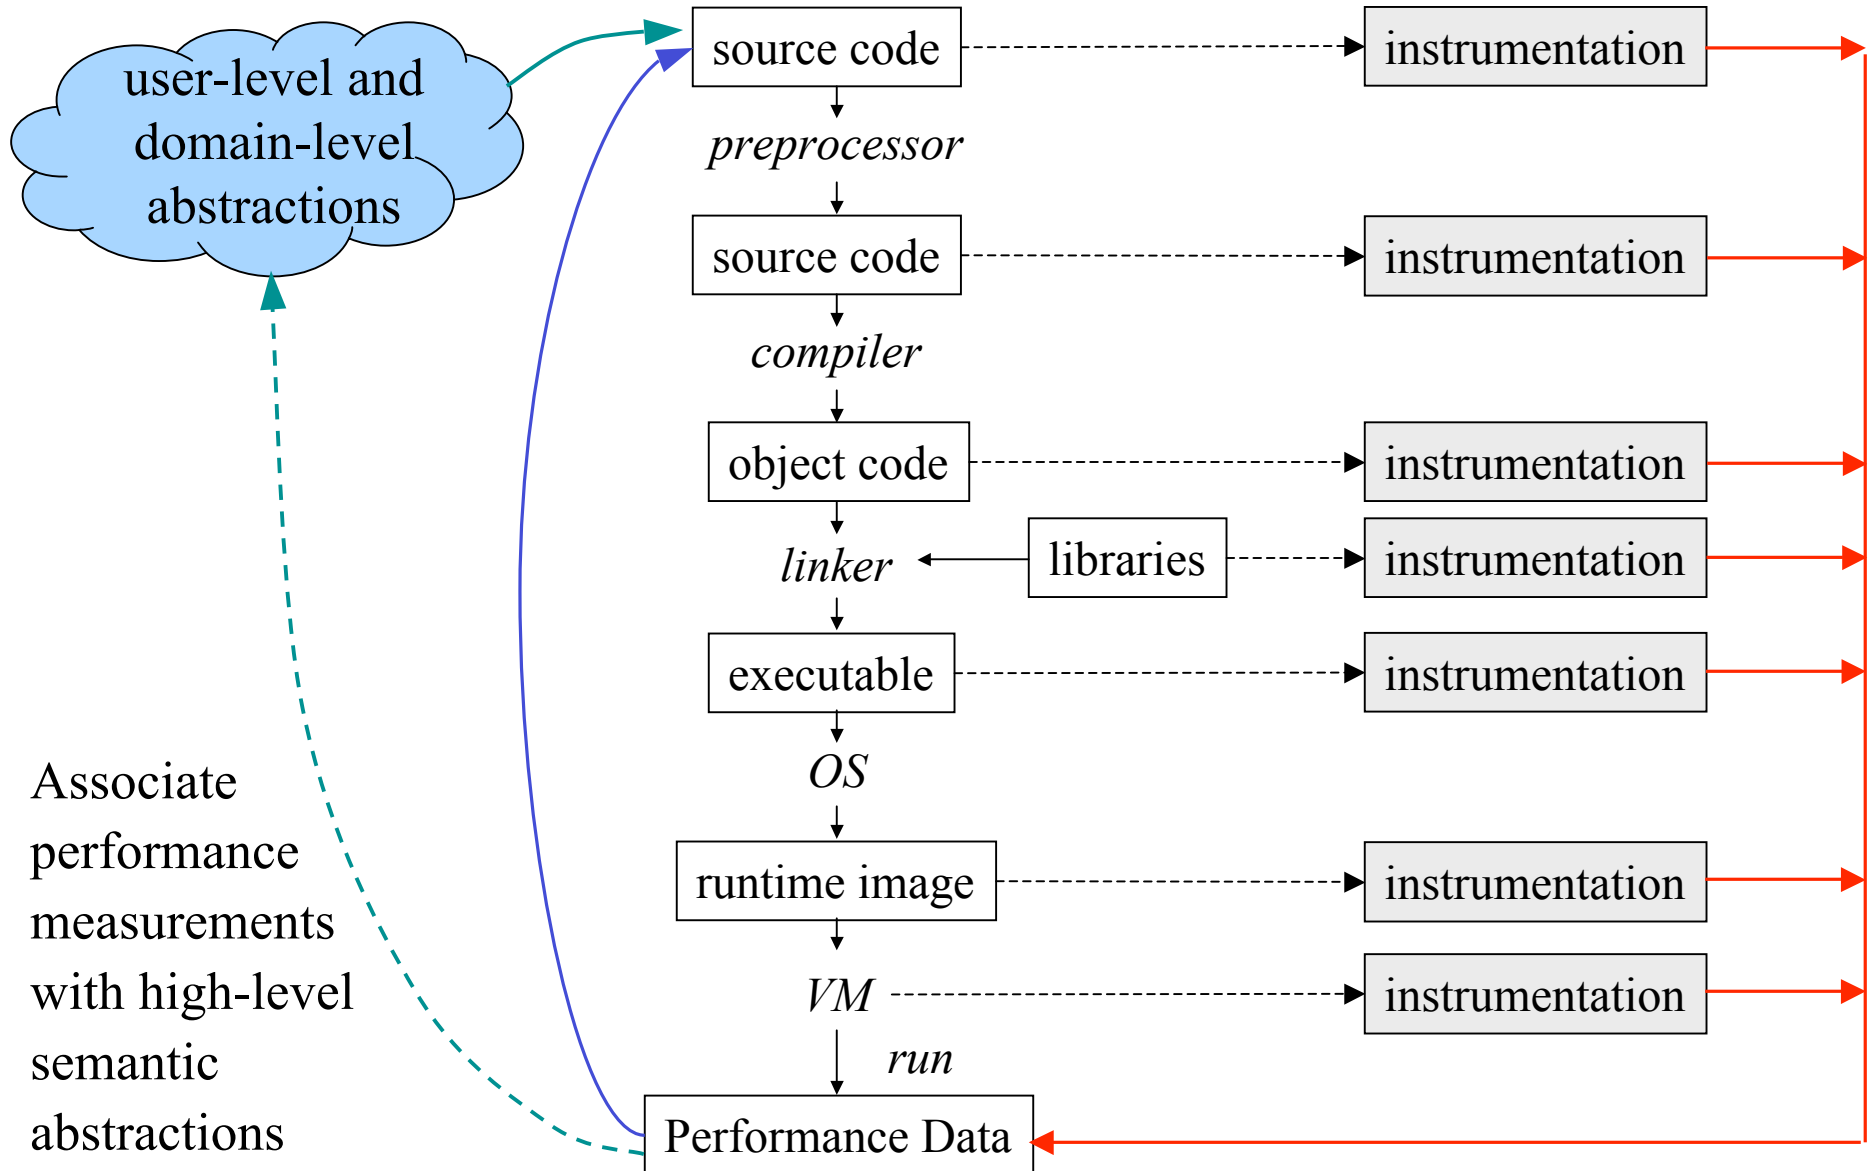 user-level and
domain-level
abstractions
source code
instrumentation
preprocessor
source code
instrumentation
compiler
object code
instrumentation
linker
libraries
instrumentation
executable
instrumentation
OS
runtime image
instrumentation
VM
instrumentation
run
Performance Data
Associate
performance
measurements
with high-level
semantic
abstractions